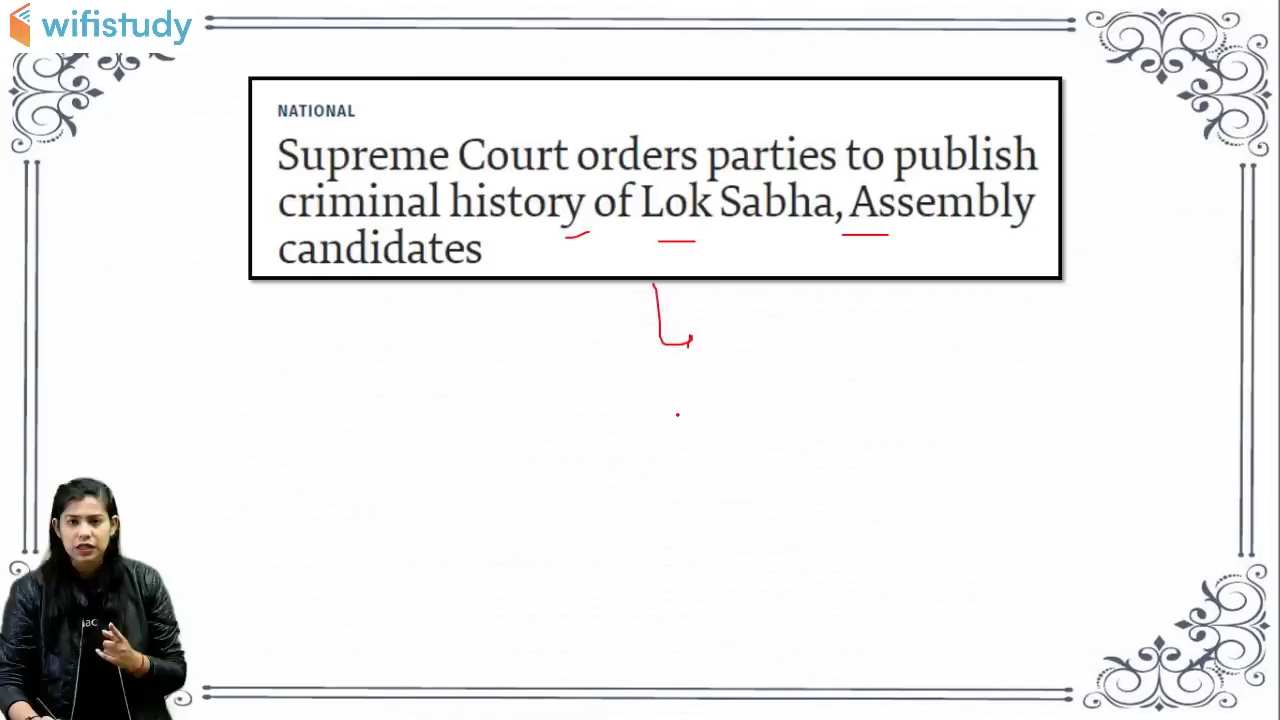 wifistudy
NATIONAL
Supreme Court orders parties to publish
criminal history of Lok Sabha, Assembly
candidates